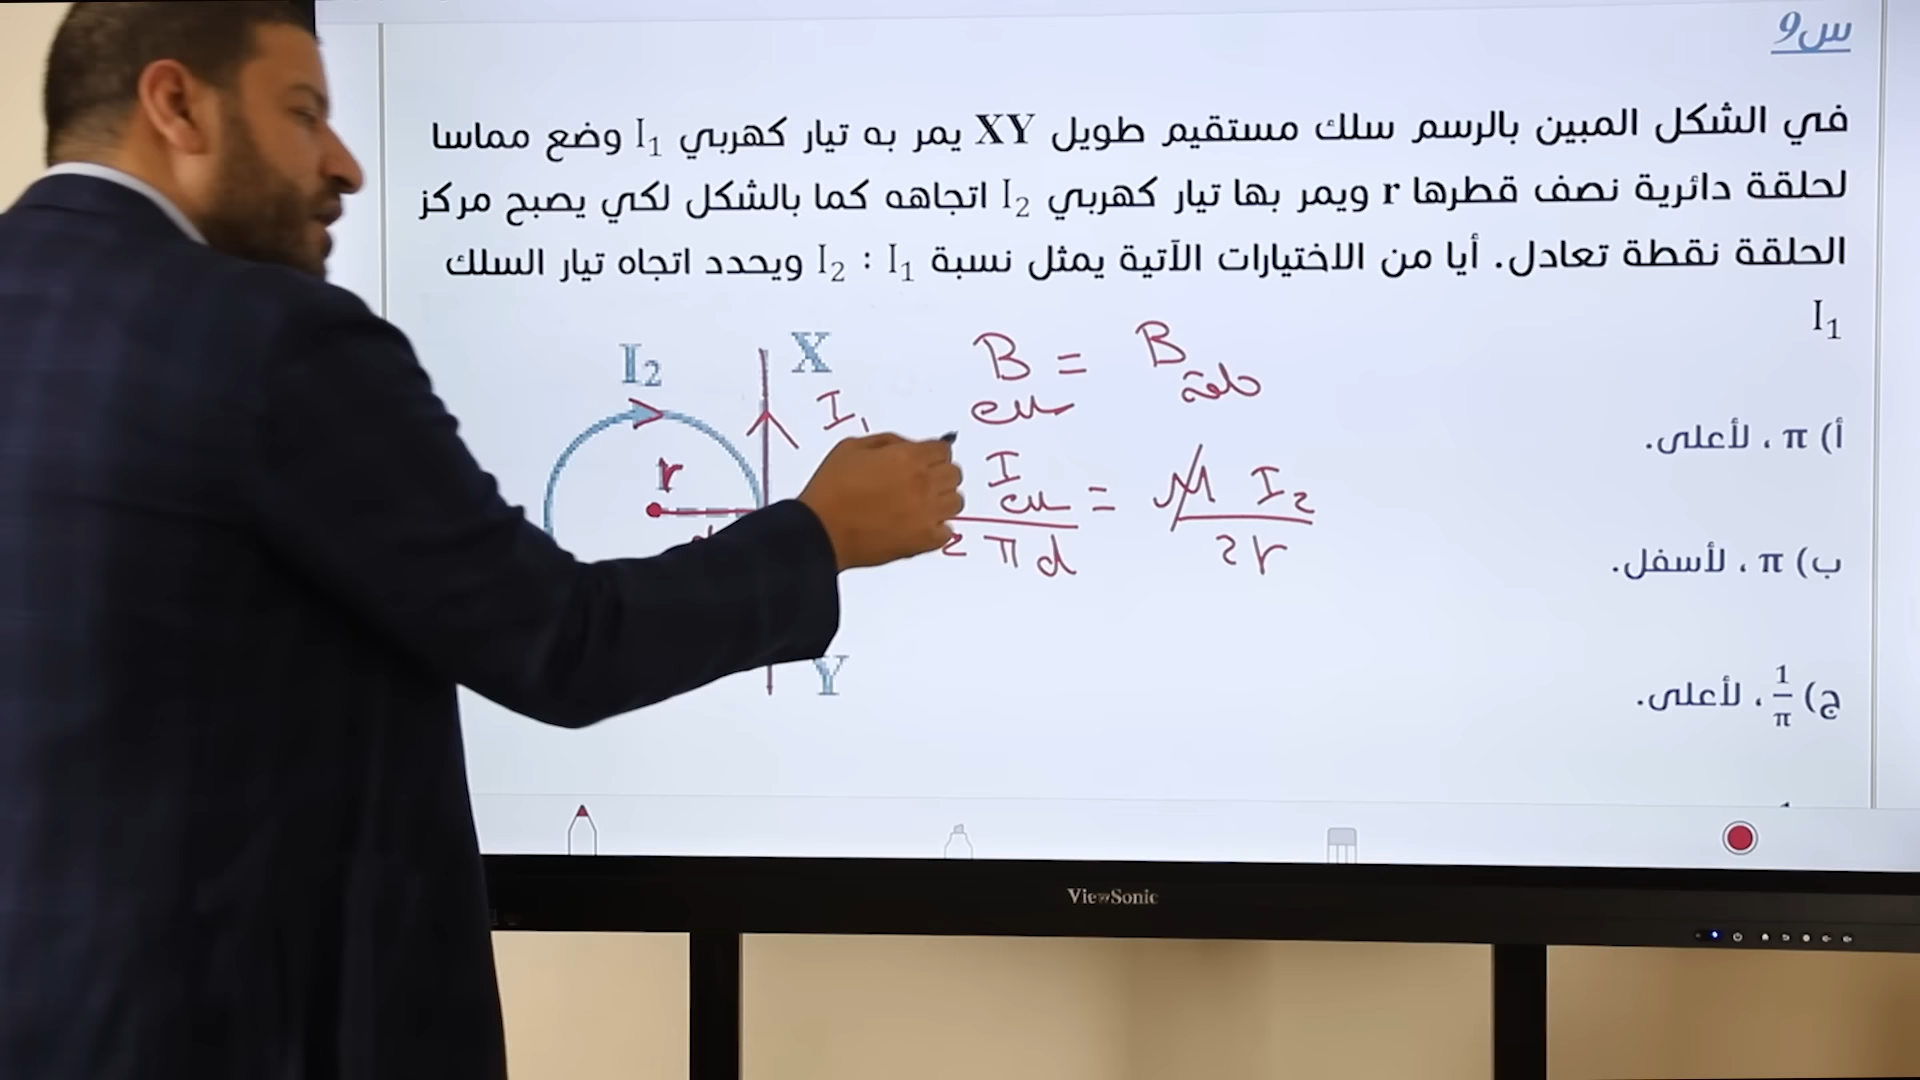 س9
في الشكل المبين بالرسم سلك مستقيم طويل XY يمر به تيار كهربي I₁ وضع مماسا
لحلقة دائرية نصف قطرها r ويمر بها تيار كهربي I₂ اتجاهه كما بالشكل لكي يصبح مركز
الحلقة نقطة تعادل. أيا من الاختيارات الآتية يمثل نسبة I₂ : I₁ ويحدد اتجاه تيار السلك
I₁
أ) π ، لأعلى.
ب) π ، لأسفل.
ج) 1/π ، لأعلى.
X
I₂
I₁
r
Y
B سلك = B حلقة
I سلك / 2πd = μ I₂ / 2r
ViewSonic